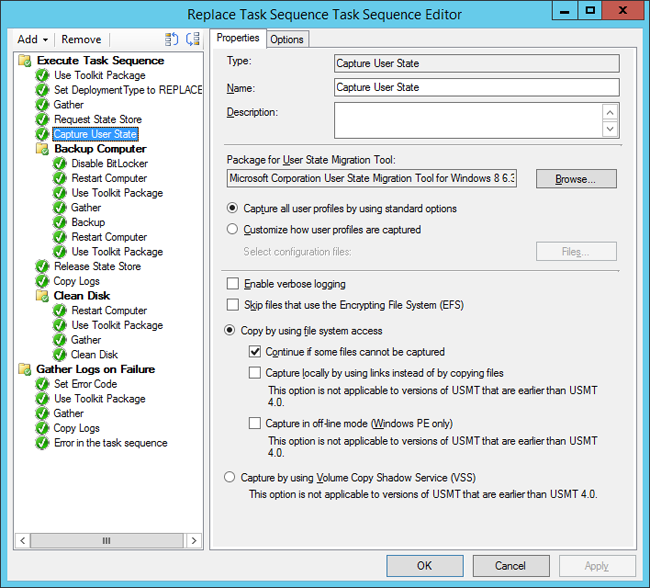 Replace Task Sequence Task Sequence Editor
Add
Remove
Execute Task Sequence
Use Toolkit Package
Set DeploymentType to REPLACE
Gather
Request State Store
Capture User State
Backup Computer
Disable BitLocker
Restart Computer
Use Toolkit Package
Gather
Backup
Restart Computer
Use Toolkit Package
Release State Store
Copy Logs
Clean Disk
Restart Computer
Use Toolkit Package
Gather
Clean Disk
Gather Logs on Failure
Set Error Code
Use Toolkit Package
Gather
Copy Logs
Error in the task sequence
Properties
Options
Type:
Capture User State
Name:
Capture User State
Description:
Package for User State Migration Tool:
Microsoft Corporation User State Migration Tool for Windows 8 6.3
Browse...
Capture all user profiles by using standard options
Customize how user profiles are captured
Select configuration files:
Files...
Enable verbose logging
Skip files that use the Encrypting File System (EFS)
Copy by using file system access
Continue if some files cannot be captured
Capture locally by using links instead of by copying files
This option is not applicable to versions of USMT that are earlier than USMT
4.0.
Capture in off-line mode (Windows PE only)
This option is not applicable to versions of USMT that are earlier than USMT
4.0.
Capture by using Volume Copy Shadow Service (VSS)
This option is not applicable to versions of USMT that are earlier than USMT 4.0.
OK
Cancel
Apply